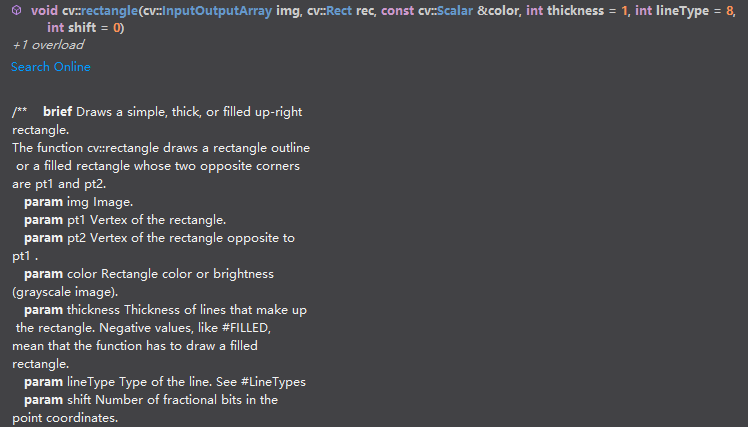 void cv::rectangle(cv::InputOutputArray img, cv::Rect rec, const cv::Scalar &color, int thickness = 1, int lineType = 8,
int shift = 0)
+1 overload
Search Online
/** brief Draws a simple, thick, or filled up-right
rectangle.
The function cv::rectangle draws a rectangle outline
or a filled rectangle whose two opposite corners
are pt1 and pt2.
param img Image.
param pt1 Vertex of the rectangle.
param pt2 Vertex of the rectangle opposite to
pt1 .
param color Rectangle color or brightness
(grayscale image).
param thickness Thickness of lines that make up
the rectangle. Negative values, like #FILLED,
mean that the function has to draw a filled
rectangle.
param lineType Type of the line. See #LineTypes
param shift Number of fractional bits in the
point coordinates.